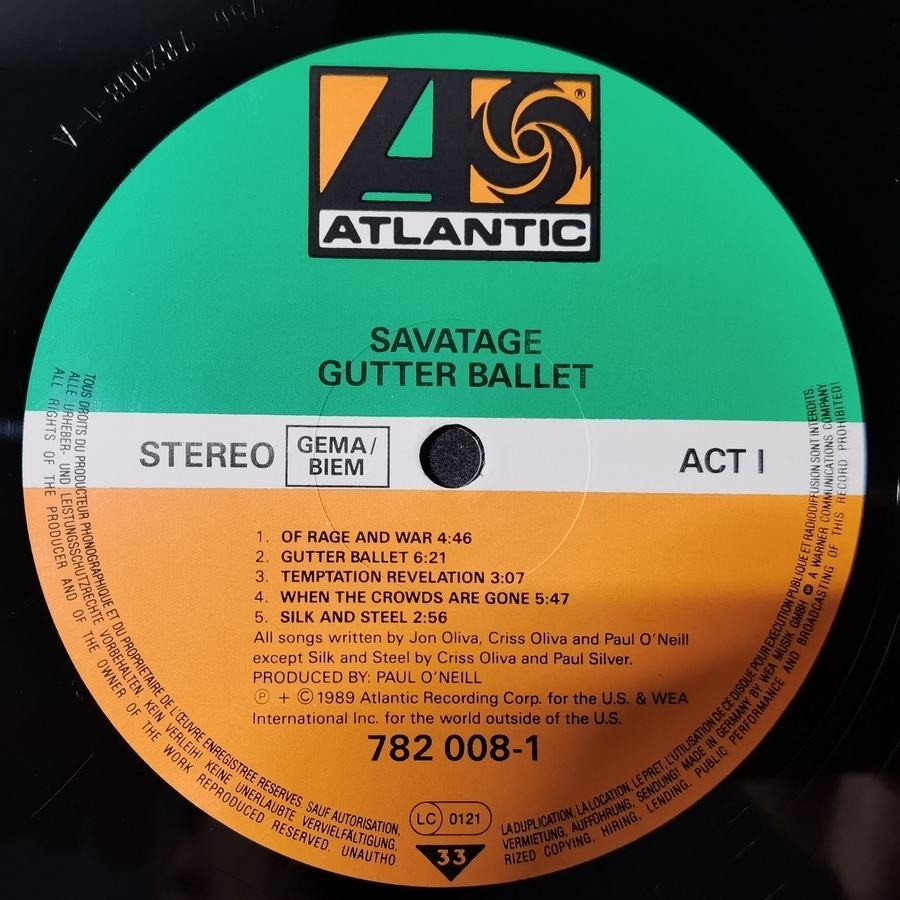 782008-1-A
A
®
ATLANTIC
SAVATAGE
GUTTER BALLET
STEREO
GEMA/
BIEM
ACT I
1. OF RAGE AND WAR 4:46
2. GUTTER BALLET 6:21
3. TEMPTATION REVELATION 3:07
4. WHEN THE CROWDS ARE GONE 5:47
5. SILK AND STEEL 2:56
All songs written by Jon Oliva, Criss Oliva and Paul O'Neill
except Silk and Steel by Criss Oliva and Paul Silver.
PRODUCED BY: PAUL O'NEILL
℗ + © 1989 Atlantic Recording Corp. for the U.S. & WEA
International Inc. for the world outside of the U.S.
782 008-1
LC 0121
33
TOUS DROITS DU PRODUCTEUR PHONOGRAPHIQUE ET DU PROPRIETAIRE DE L'ŒUVRE ENREGISTREE RESERVES SAUF AUTORISATION, LA DUPLICATION, LA LOCATION, LE PRET, L'UTILISATION DE CE DISQUE POUR EXECUTION PUBLIQUE ET RADIODIFFUSION SONT INTERDITS.
ALLE URHEBER- UND LEISTUNGSSCHUTZRECHTE VORBEHALTEN. KEIN VERLEIH! KEINE UNERLAUBTE VERVIELFÄLTIGUNG, VERMIETUNG, AUFFÜHRUNG, SENDUNG! MADE IN GERMANY BY WEA MUSIK GMBH A WARNER COMMUNICATIONS COMPANY
ALL RIGHTS OF THE PRODUCER AND OF THE OWNER OF THE WORK REPRODUCED RESERVED. UNAUTHORIZED COPYING, HIRING, LENDING, PUBLIC PERFORMANCE AND BROADCASTING OF THIS RECORD PROHIBITED!